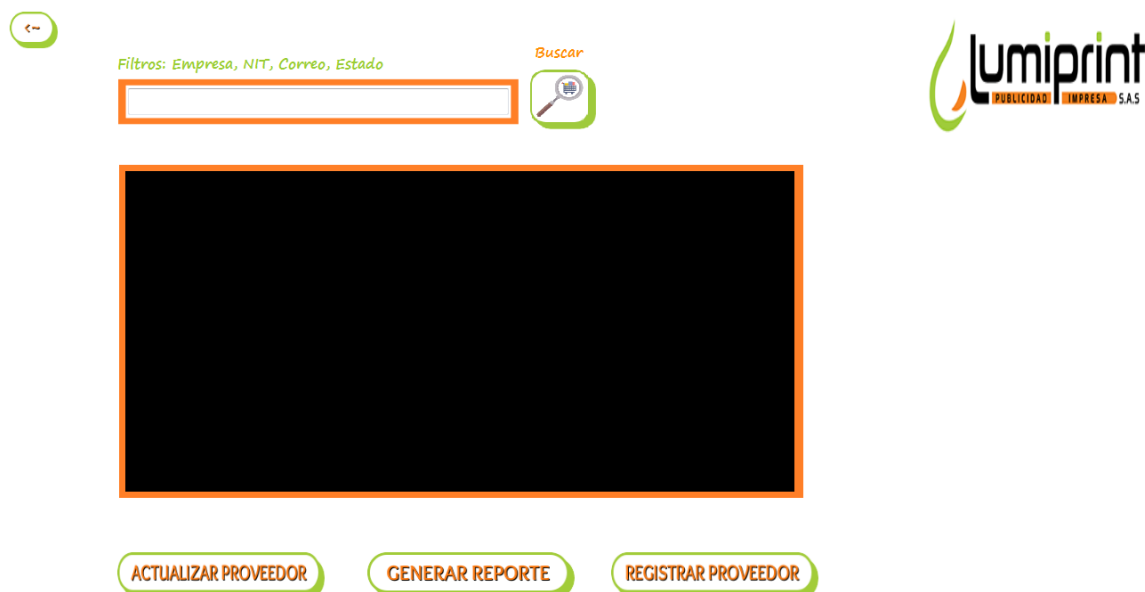 Buscar
Filtros: Empresa, NIT, Correo, Estado
lumiprint
PUBLICIDAD IMPRESA S.A.S
ACTUALIZAR PROVEEDOR
GENERAR REPORTE
REGISTRAR PROVEEDOR